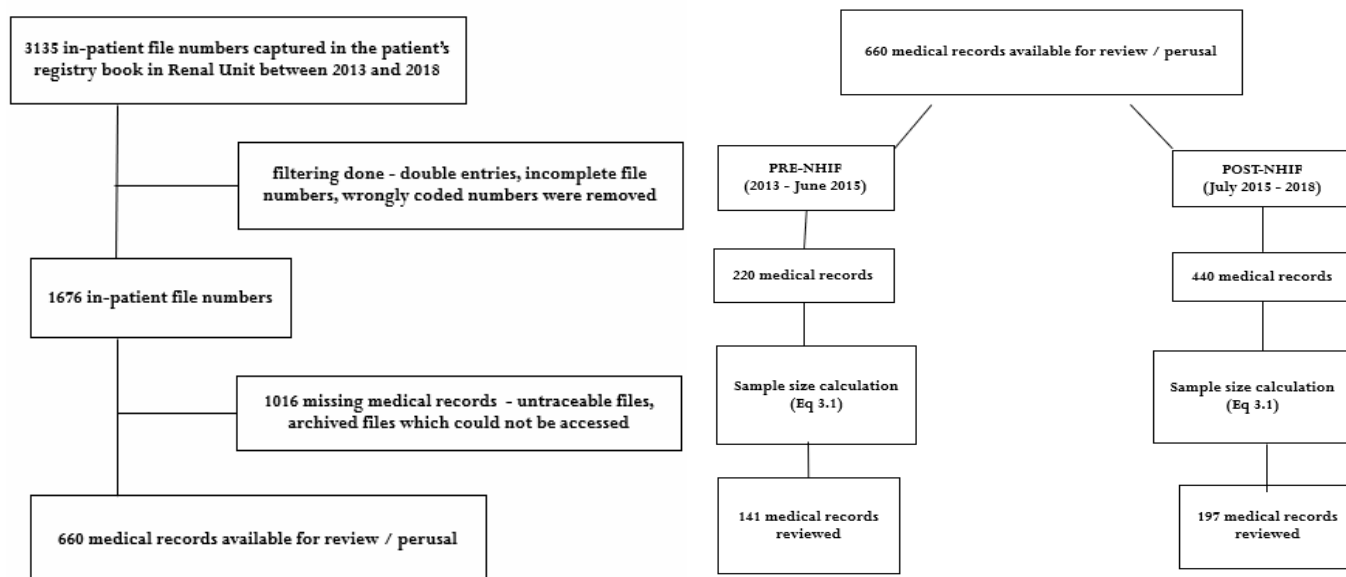 3135 in-patient file numbers captured in the patient's
registry book in Renal Unit between 2013 and 2018
filtering done - double entries, incomplete file
numbers, wrongly coded numbers were removed
1676 in-patient file numbers
1016 missing medical records - untraceable files,
archived files which could not be accessed
660 medical records available for review / perusal
660 medical records available for review / perusal
PRE-NHIF
(2013 - June 2015)
220 medical records
Sample size calculation
(Eq 3.1)
141 medical records
reviewed
POST-NHIF
(July 2015 - 2018)
440 medical records
Sample size calculation
(Eq 3.1)
197 medical records
reviewed